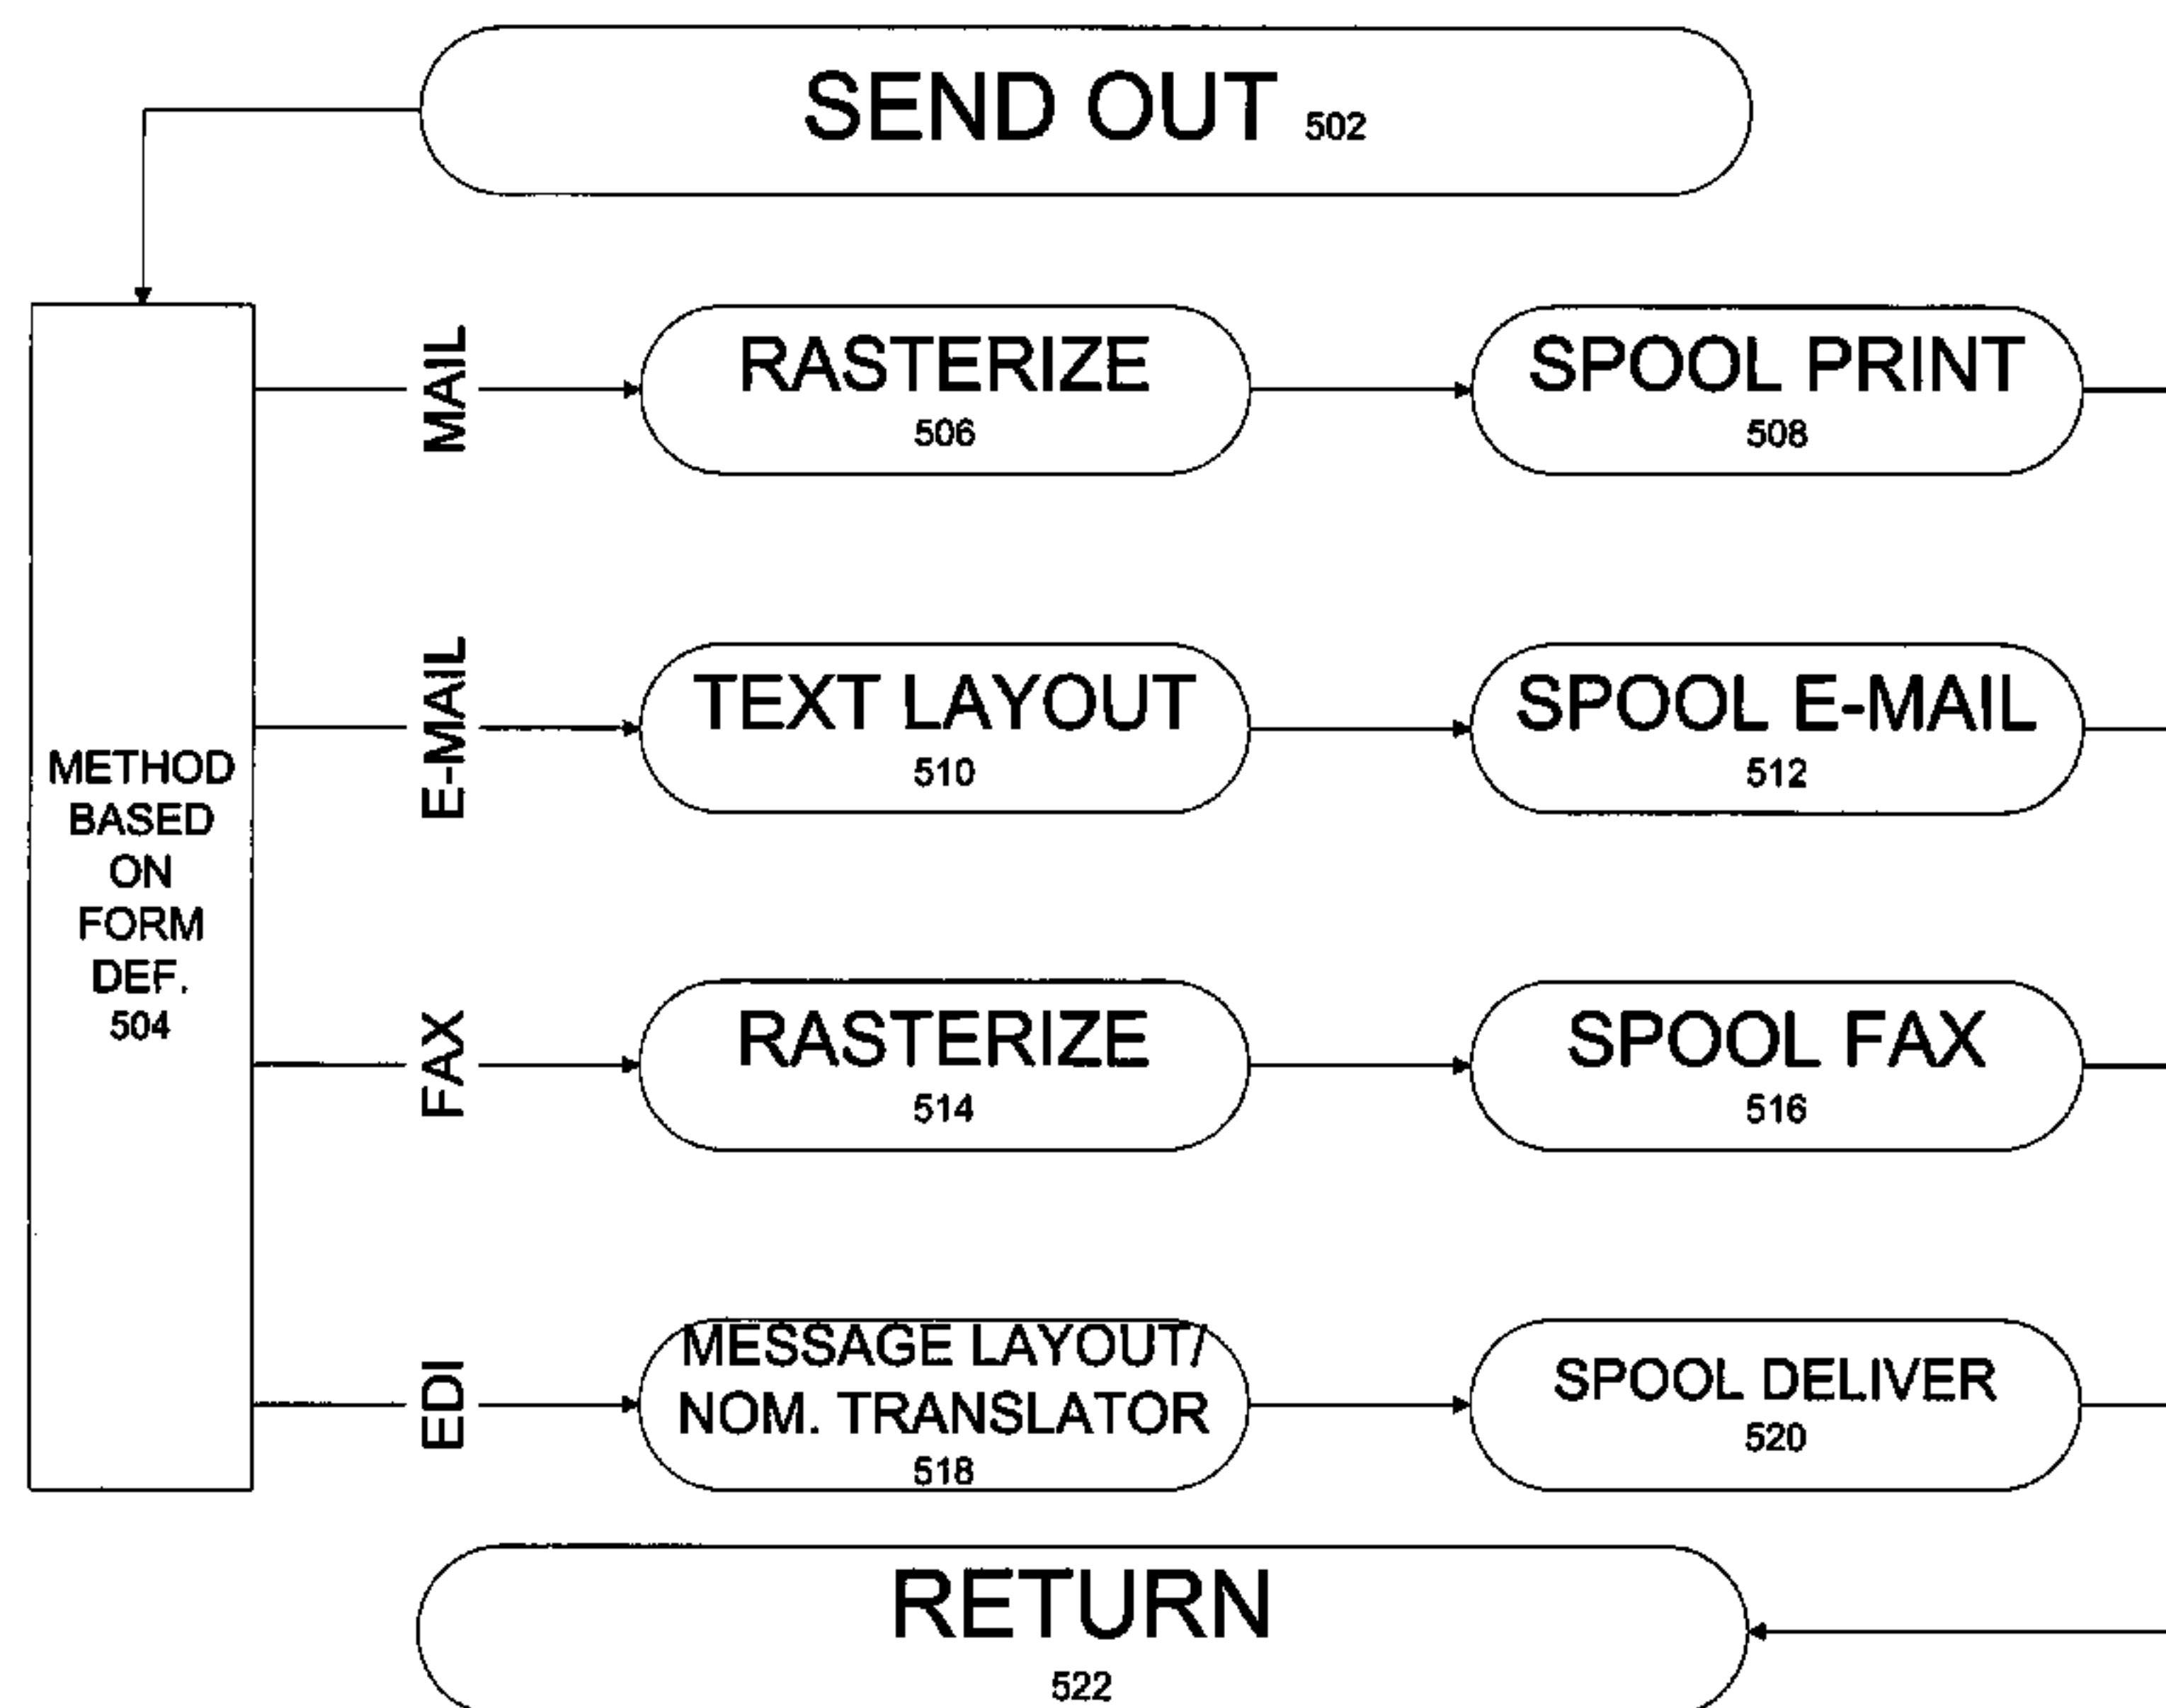 SEND OUT 502
MAIL
RASTERIZE
506
SPOOL PRINT
508
E-MAIL
TEXT LAYOUT
510
SPOOL E-MAIL
512
METHOD
BASED
ON
FORM
DEF.
504
FAX
RASTERIZE
514
SPOOL FAX
516
EDI
MESSAGE LAYOUT/
NOM. TRANSLATOR
518
SPOOL DELIVER
520
RETURN
522